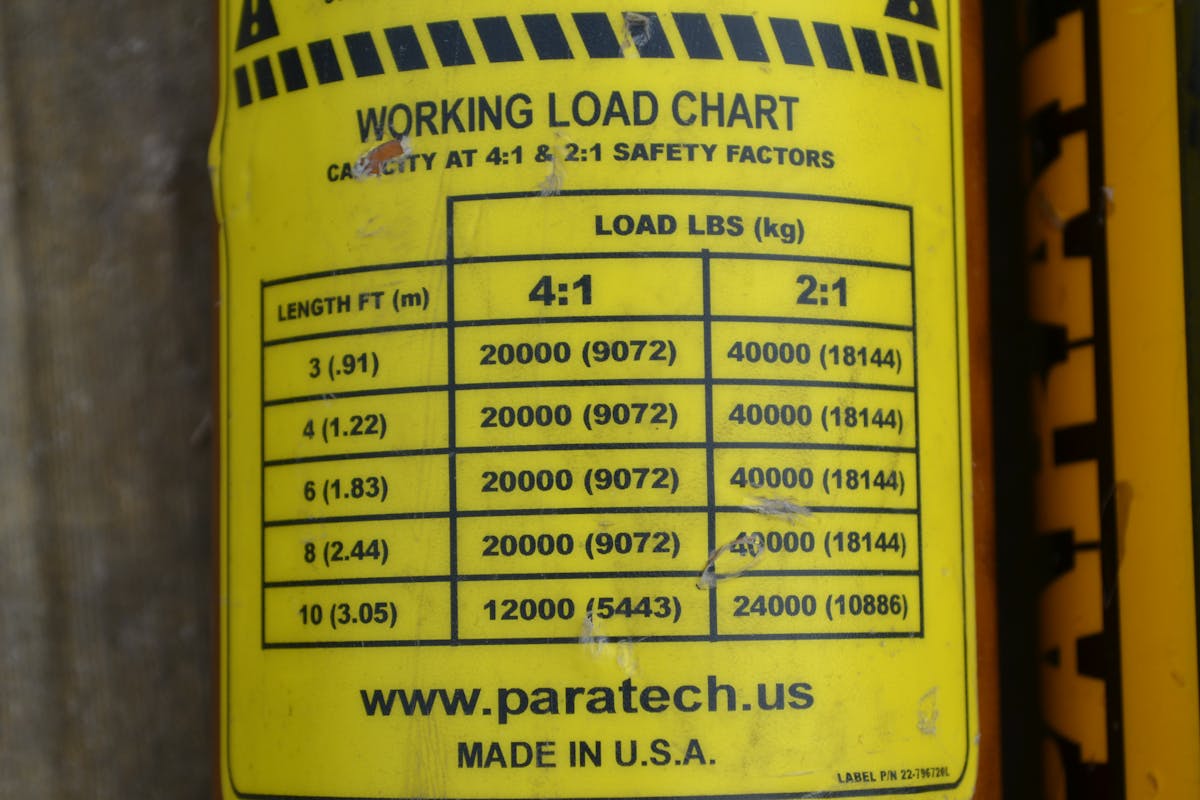 WORKING LOAD CHART
CAPACITY AT 4:1 & 2:1 SAFETY FACTORS
LOAD LBS (kg)
LENGTH FT (m) 4:1 2:1
3 (.91) 20000 (9072) 40000 (18144)
4 (1.22) 20000 (9072) 40000 (18144)
6 (1.83) 20000 (9072) 40000 (18144)
8 (2.44) 20000 (9072) 40000 (18144)
10 (3.05) 12000 (5443) 24000 (10886)
www.paratech.us
MADE IN U.S.A.
LABEL P/N